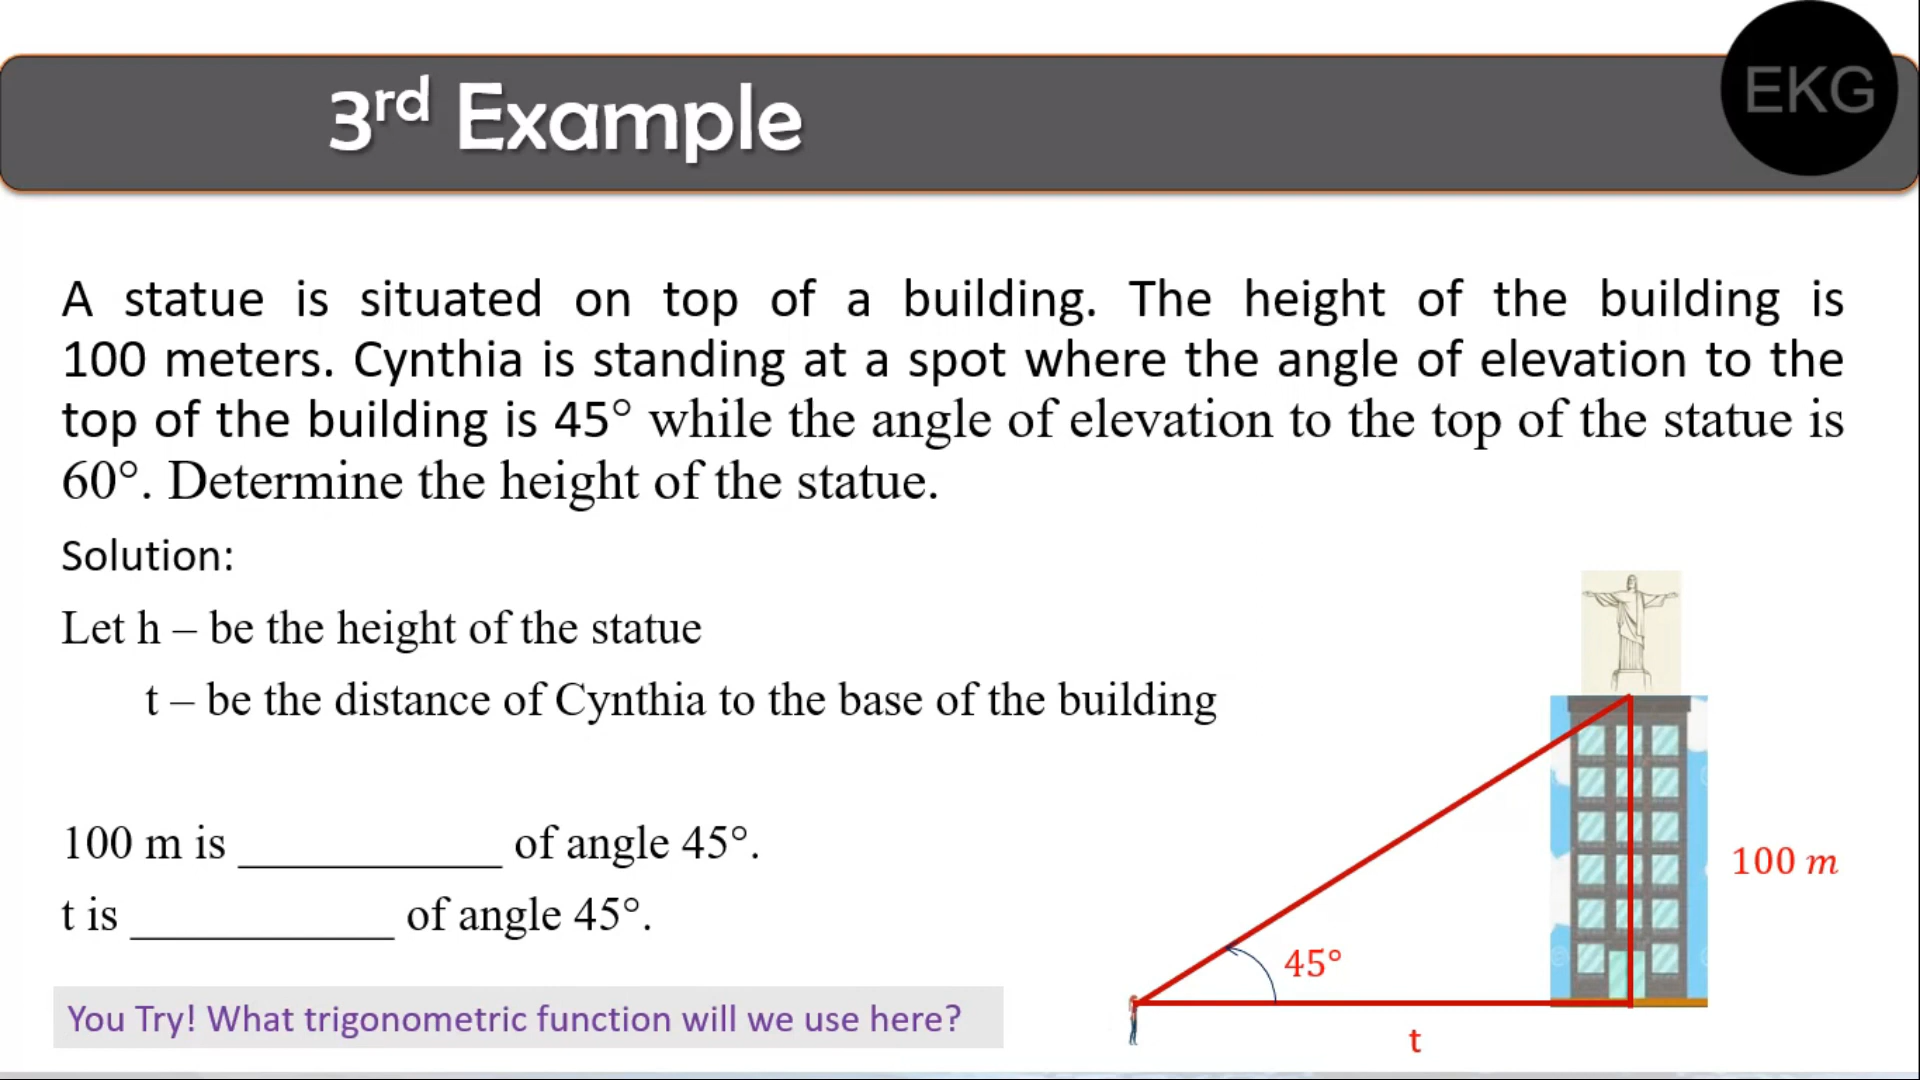 3rd Example
EKG
A statue is situated on top of a building. The height of the building is
100 meters. Cynthia is standing at a spot where the angle of elevation to the
top of the building is 45° while the angle of elevation to the top of the statue is
60°. Determine the height of the statue.
Solution:
Let h – be the height of the statue
t – be the distance of Cynthia to the base of the building
100 m is ___________ of angle 45°.
t is ___________ of angle 45°.
You Try! What trigonometric function will we use here?
100 m
45°
t